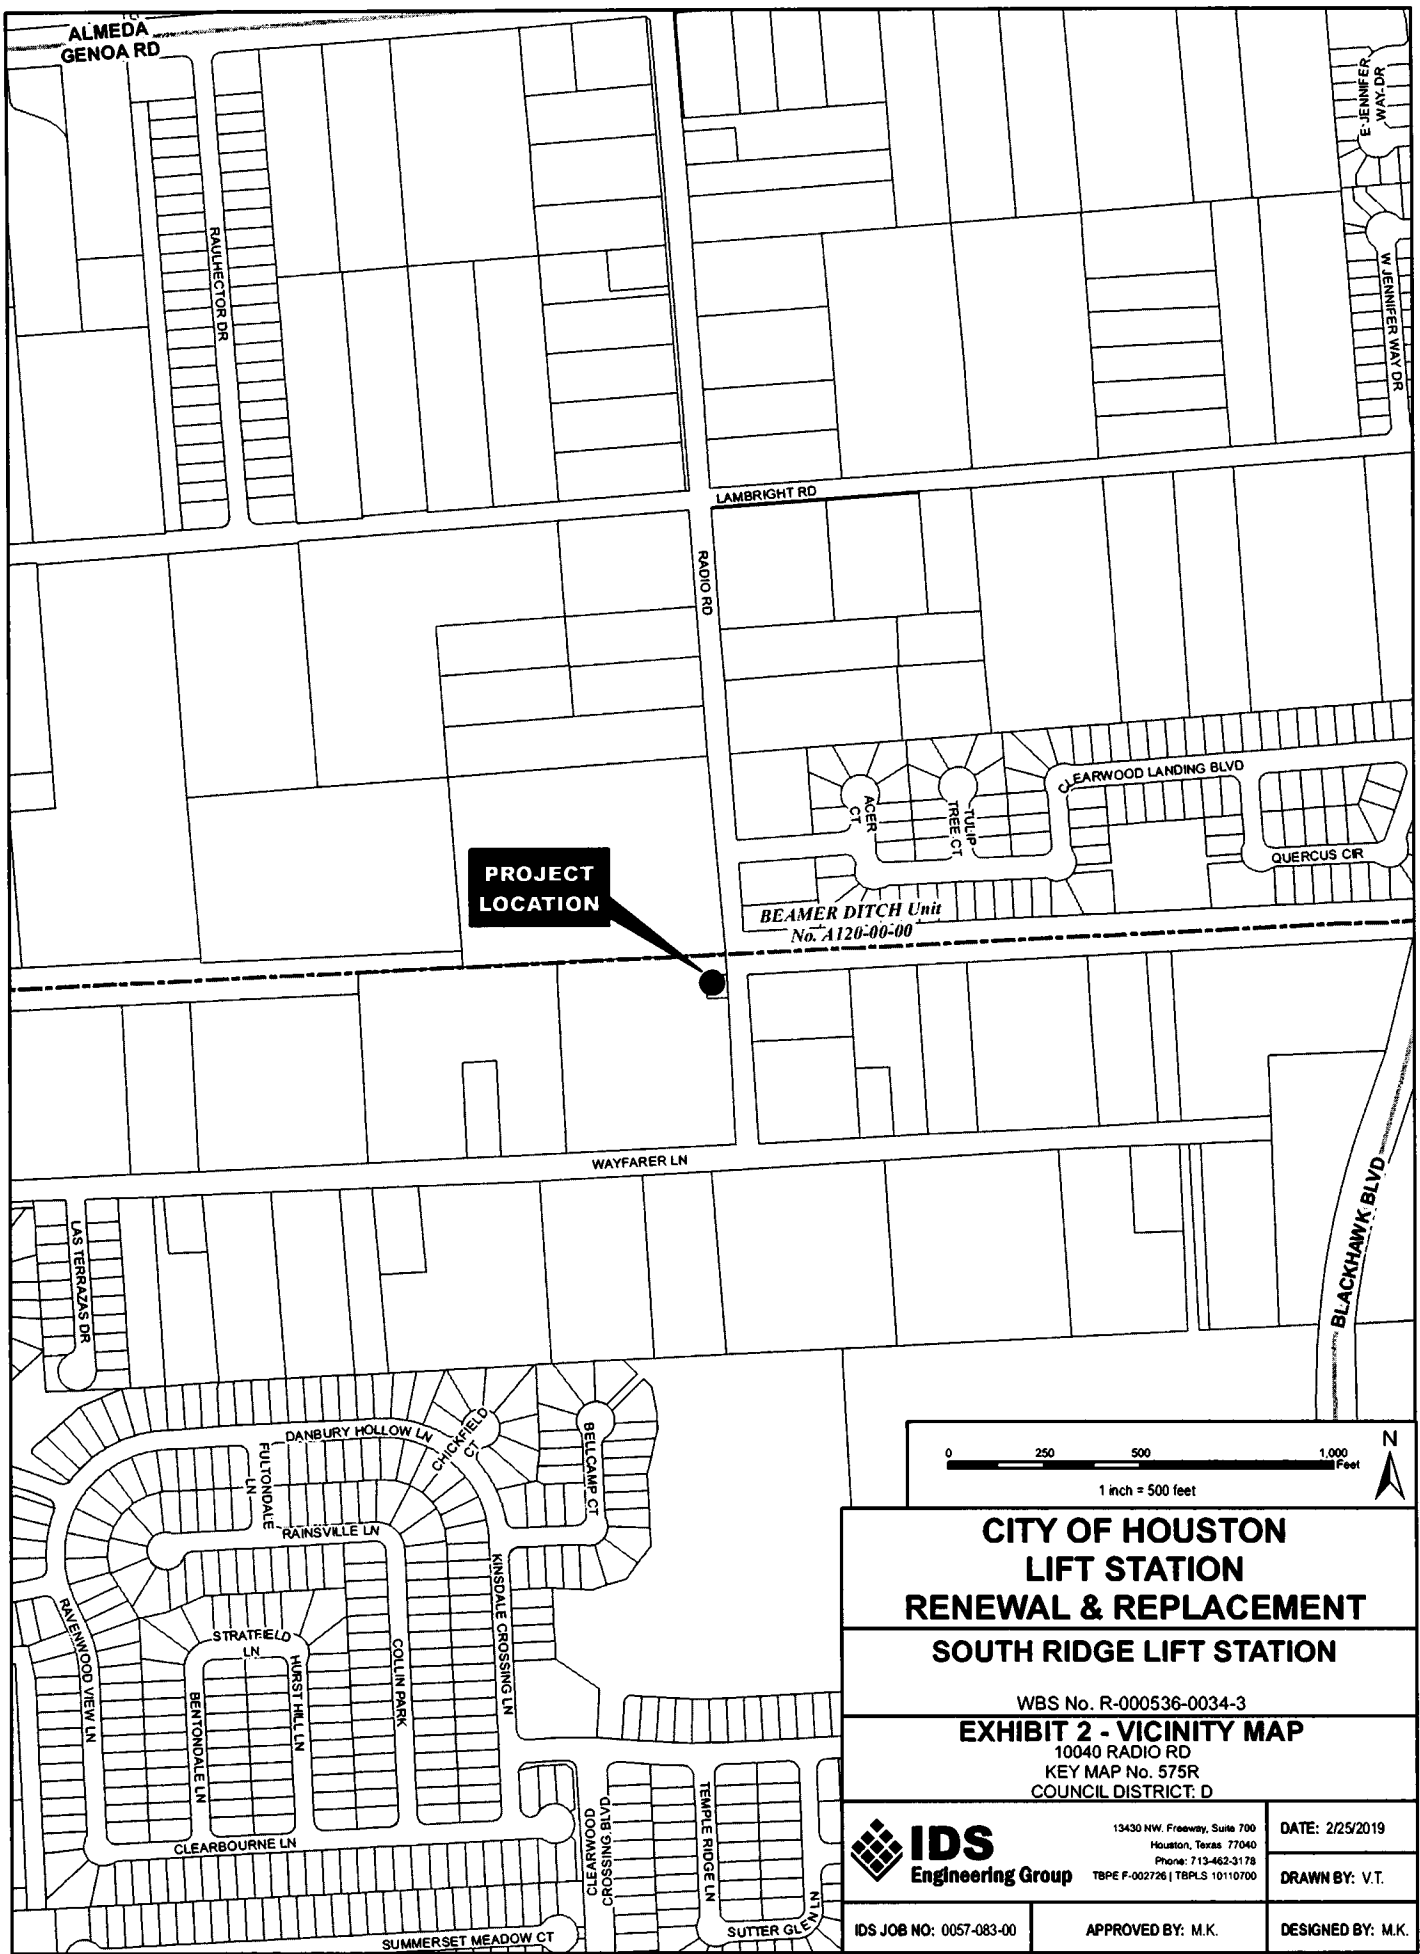 ALMEDA
GENOA RD
E JENNIFER
WAY DR
RAULHECTOR DR
W JENNIFER WAY DR
LAMBRIGHT RD
RADIO RD
CLEARWOOD LANDING BLVD
ACER
CT
TULIP
TREE CT
QUERCUS CIR
PROJECT
LOCATION
BEAMER DITCH Unit
No. A120-00-00
WAYFARER LN
BLACKHAWK BLVD
LAS TERRAZAS DR
DANBURY HOLLOW LN
CHICKFIELD
CT
BELLCAMP CT
FULTONDALE
LN
RAINSVILLE LN
KINSDALE CROSSING LN
RAVENWOOD VIEW LN
STRATFIELD
LN
HURST HILL LN
COLLIN PARK
BENTONDALE LN
CLEARBOURNE LN
CLEARWOOD
CROSSING BLVD
TEMPLE RIDGE LN
SUTTER GLEN LN
SUMMERSET MEADOW CT
0 250 500 1,000
Feet
N
1 inch = 500 feet
CITY OF HOUSTON
LIFT STATION
RENEWAL & REPLACEMENT
SOUTH RIDGE LIFT STATION
WBS No. R-000536-0034-3
EXHIBIT 2 - VICINITY MAP
10040 RADIO RD
KEY MAP No. 575R
COUNCIL DISTRICT: D
IDS
Engineering Group
13430 NW. Freeway, Suite 700
Houston, Texas 77040
Phone: 713-462-3178
TBPE F-002726 | TBPLS 10110700
DATE: 2/25/2019
DRAWN BY: V.T.
IDS JOB NO: 0057-083-00
APPROVED BY: M.K.
DESIGNED BY: M.K.